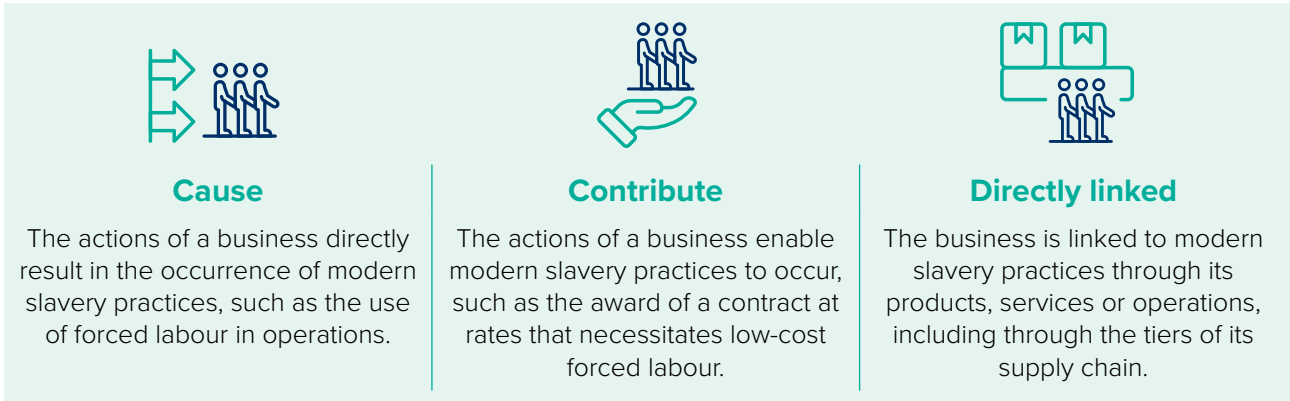 Cause
The actions of a business directly
result in the occurrence of modern
slavery practices, such as the use
of forced labour in operations.
Contribute
The actions of a business enable
modern slavery practices to occur,
such as the award of a contract at
rates that necessitates low-cost
forced labour.
Directly linked
The business is linked to modern
slavery practices through its
products, services or operations,
including through the tiers of its
supply chain.